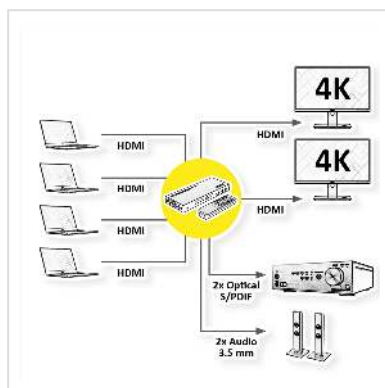 4K
HDMI
HDMI
4K
HDMI
HDMI
HDMI
HDMI
2x Optical
S/PDIF
2x Audio
3.5 mm